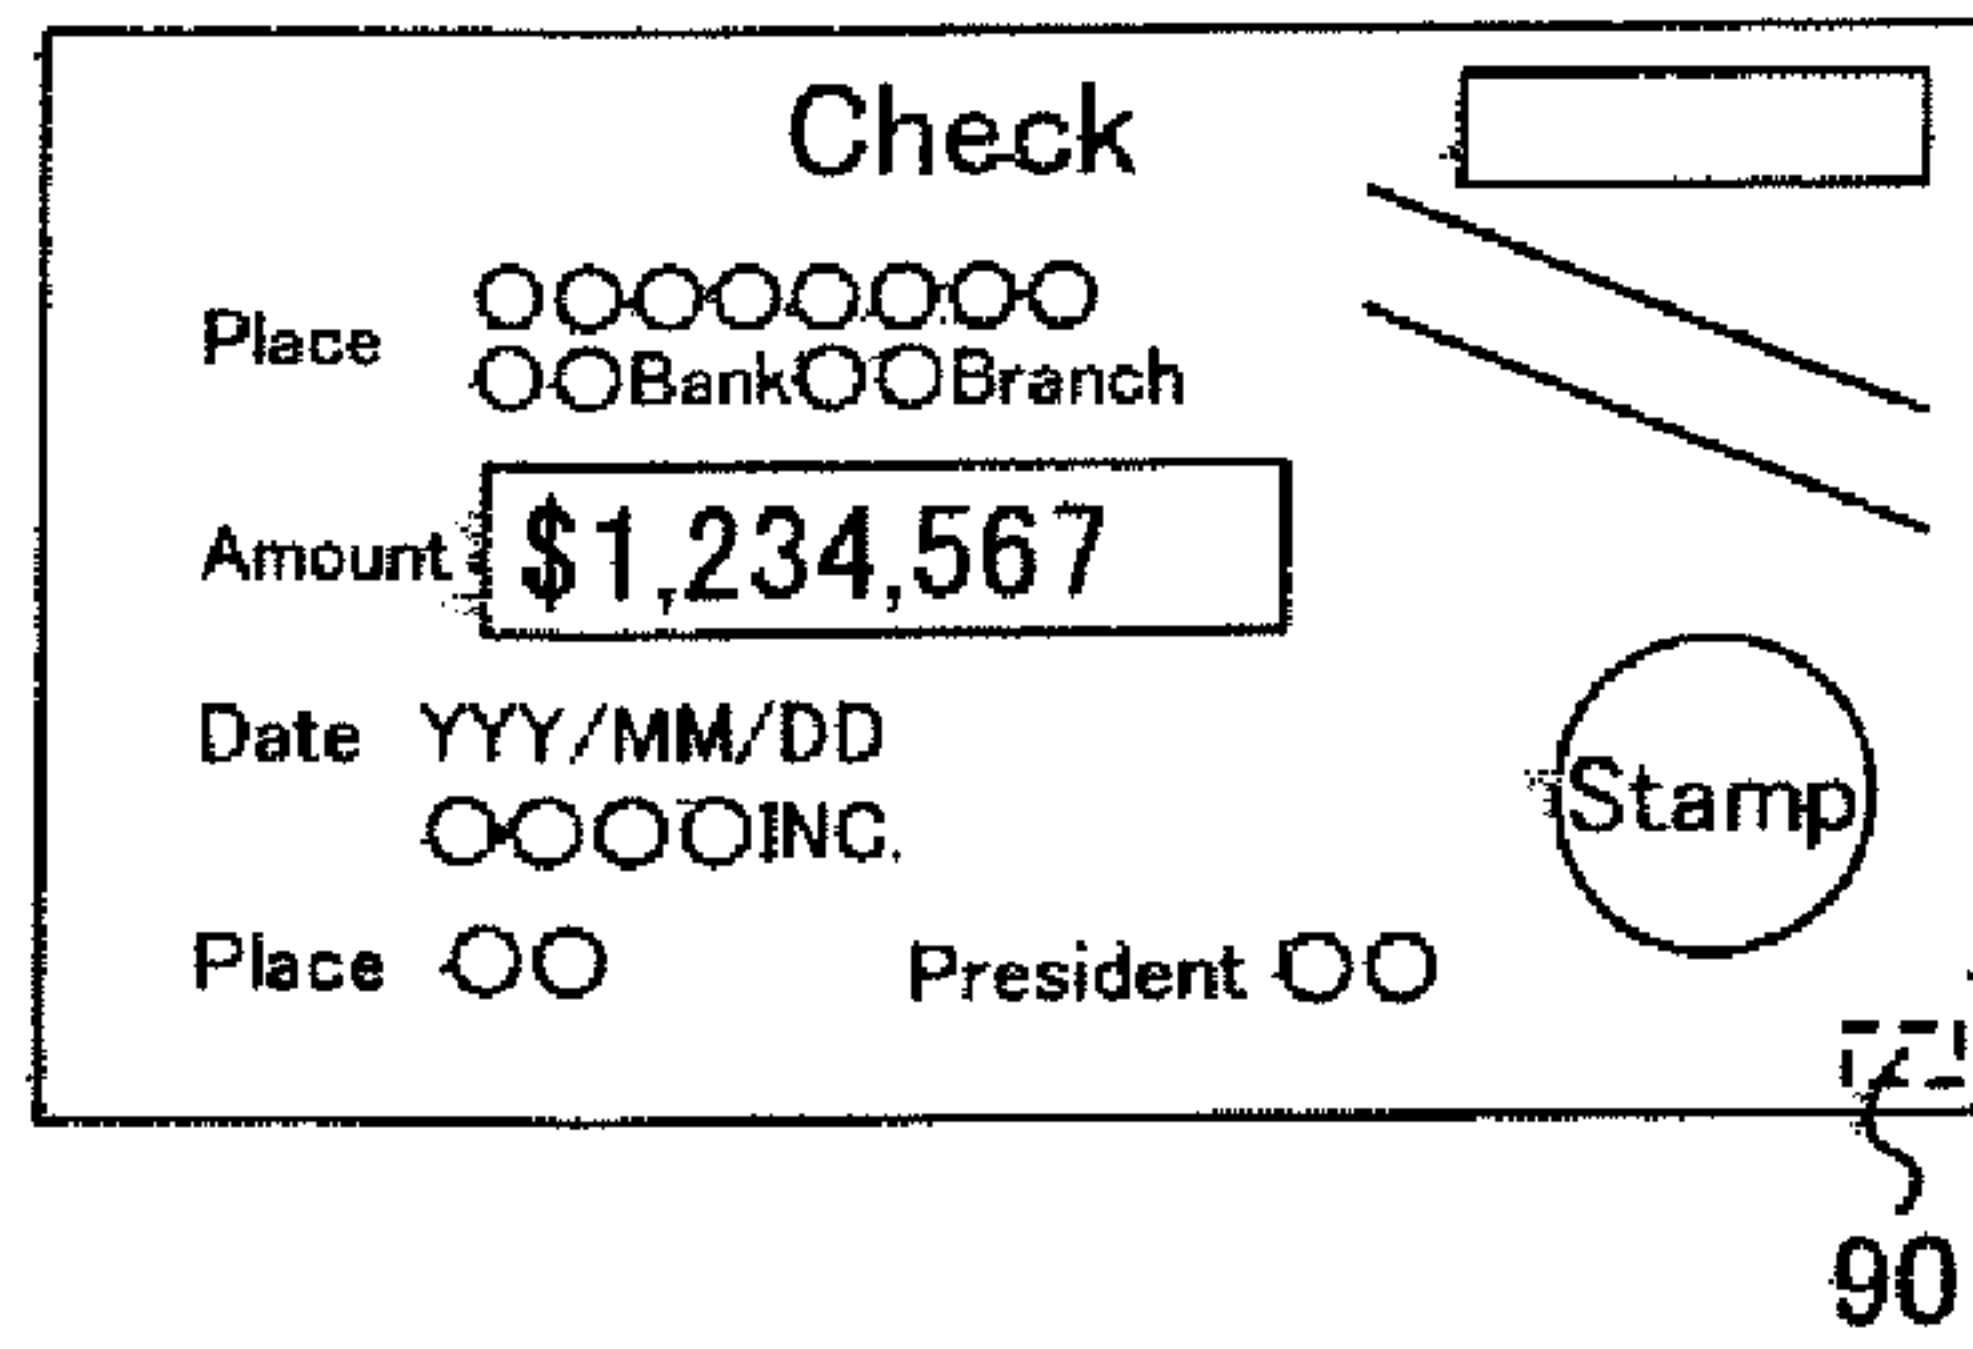 Check
Place ○○○○○○○○
○○Bank○○Branch
Amount $1,234,567
Date YYY/MM/DD
○○○○INC.
Stamp
Place ○○ President ○○
90